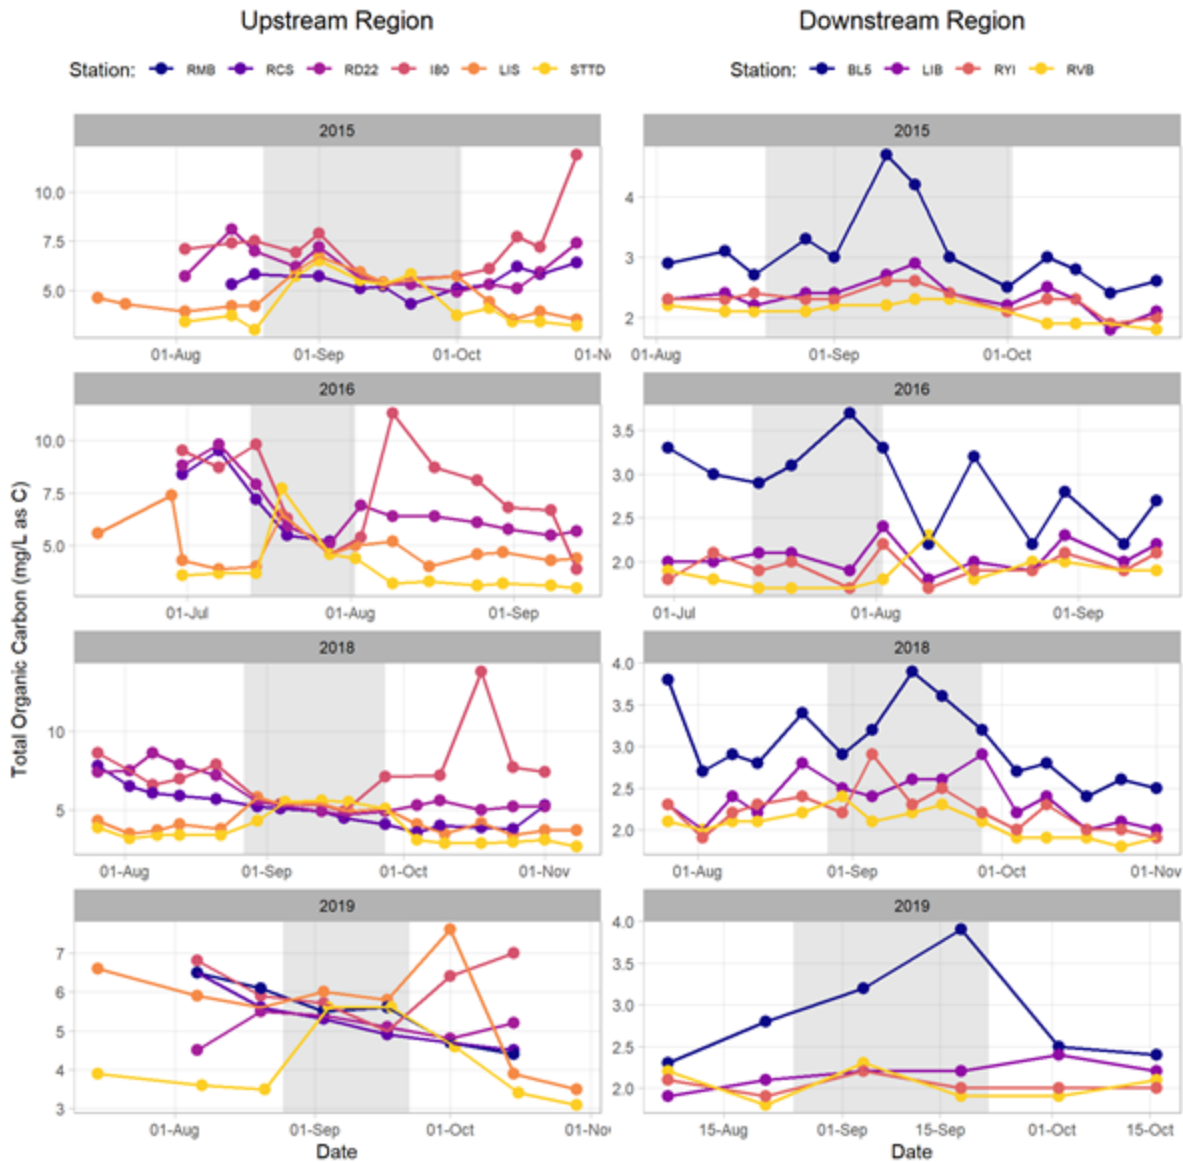 Upstream Region
Downstream Region
Station: RMB RCS RD22 I80 LIS STTD
Station: BL5 LIB RYI RVB
Total Organic Carbon (mg/L as C)
2015
10.0
7.5
5.0
01-Aug 01-Sep 01-Oct 01-N
2015
4
3
2
01-Aug 01-Sep 01-Oct
2016
10.0
7.5
5.0
01-Jul 01-Aug 01-Sep
2016
3.5
3.0
2.5
2.0
01-Jul 01-Aug 01-Sep
2018
10
5
01-Aug 01-Sep 01-Oct 01-Nov
2018
4.0
3.5
3.0
2.5
2.0
01-Aug 01-Sep 01-Oct 01-Nov
2019
7
6
5
4
3
01-Aug 01-Sep 01-Oct 01-Nov
Date
2019
4.0
3.5
3.0
2.5
2.0
15-Aug 01-Sep 15-Sep 01-Oct 15-Oct
Date